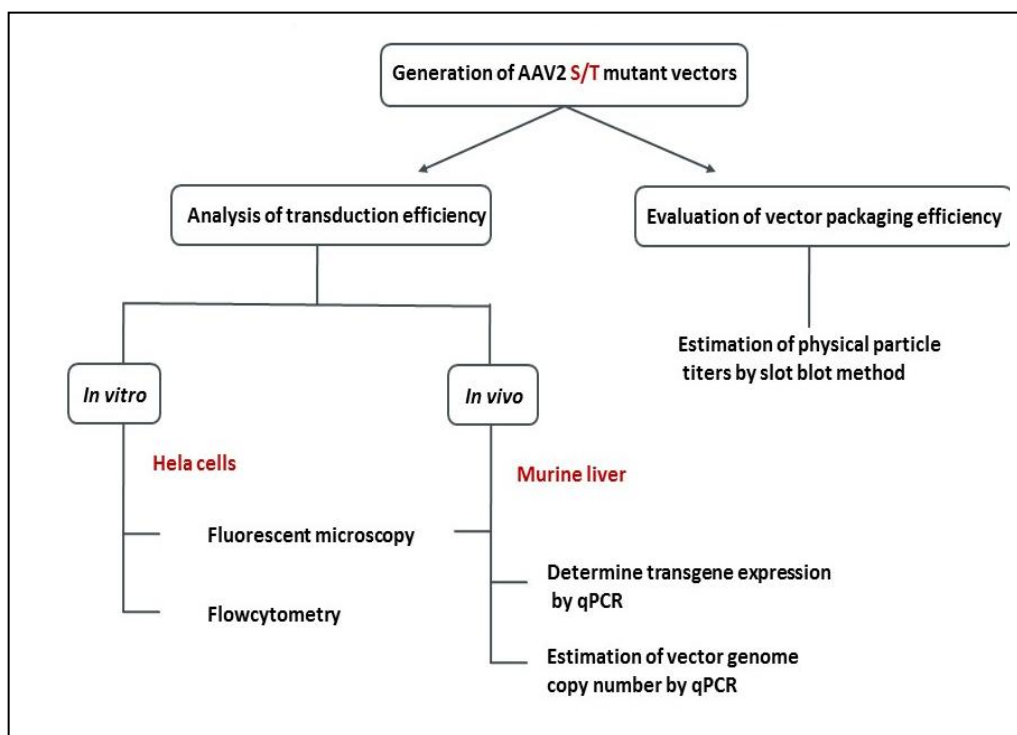 Generation of AAV2 S/T mutant vectors
Analysis of transduction efficiency
Evaluation of vector packaging efficiency
Estimation of physical particle
titers by slot blot method
In vitro
In vivo
Hela cells
Murine liver
Fluorescent microscopy
Flowcytometry
Determine transgene expression
by qPCR
Estimation of vector genome
copy number by qPCR